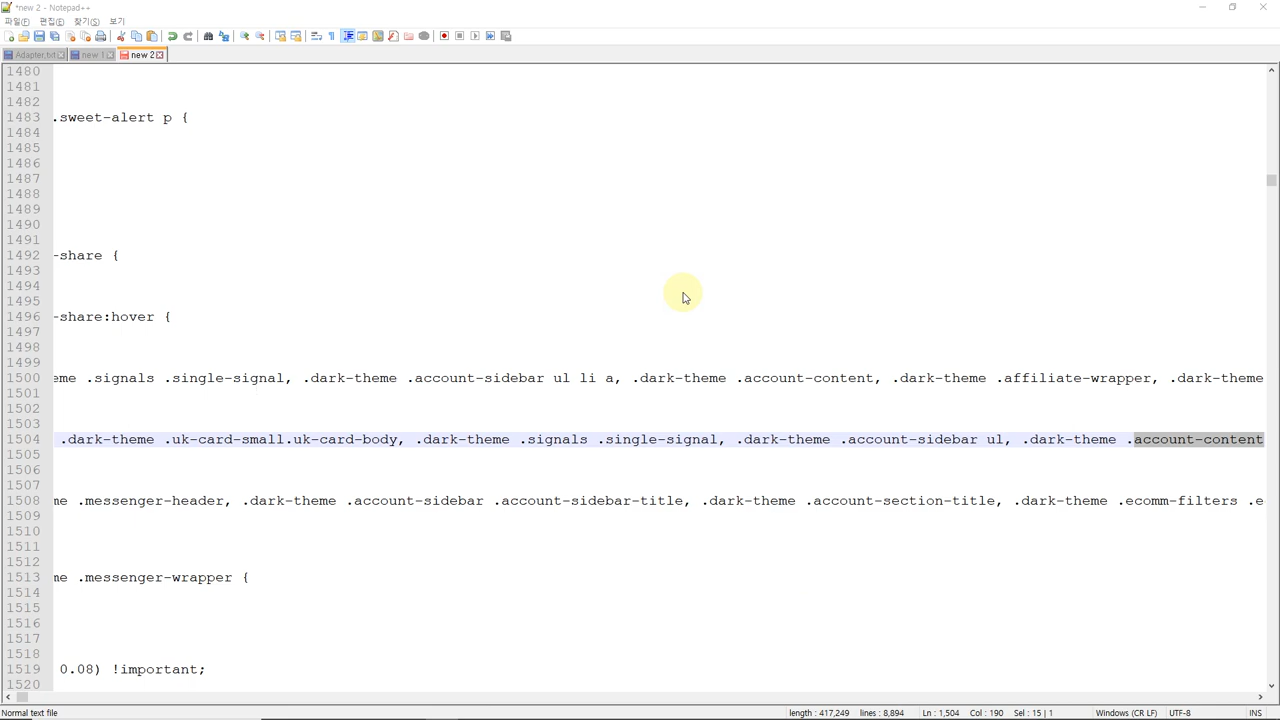 *new 2 - Notepad++
파일(F) 편집(E) 찾기(S) 보기
Adapter.txt new 1 new 2
1480
1481
1482
1483 .sweet-alert p {
1484
1485
1486
1487
1488
1489
1490
1491
1492 -share {
1493
1494
1495
1496 -share:hover {
1497
1498
1499
1500 eme .signals .single-signal, .dark-theme .account-sidebar ul li a, .dark-theme .account-content, .dark-theme .affiliate-wrapper, .dark-theme
1501
1502
1503
1504 .dark-theme .uk-card-small.uk-card-body, .dark-theme .signals .single-signal, .dark-theme .account-sidebar ul, .dark-theme .account-content
1505
1506
1507
1508 me .messenger-header, .dark-theme .account-sidebar .account-sidebar-title, .dark-theme .account-section-title, .dark-theme .ecomm-filters .e
1509
1510
1511
1512
1513 me .messenger-wrapper {
1514
1515
1516
1517
1518
1519 0.08) !important;
1520
Normal text file length : 417,249 lines : 8,894 Ln : 1,504 Col : 190 Sel : 15 | 1 Windows (CR LF) UTF-8 INS